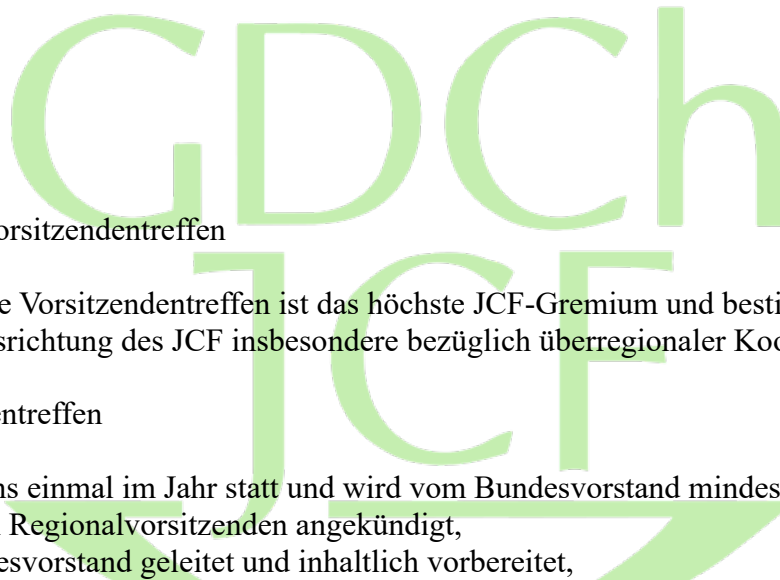 GDCh
orsitzendentreffen
JCF
e Vorsitzendentreffen ist das höchste JCF-Gremium und besti
srichtung des JCF insbesondere bezüglich überregionaler Koo
entreffen
ns einmal im Jahr statt und wird vom Bundesvorstand mindes
Regionalvorsitzenden angekündigt,
esvorstand geleitet und inhaltlich vorbereitet,